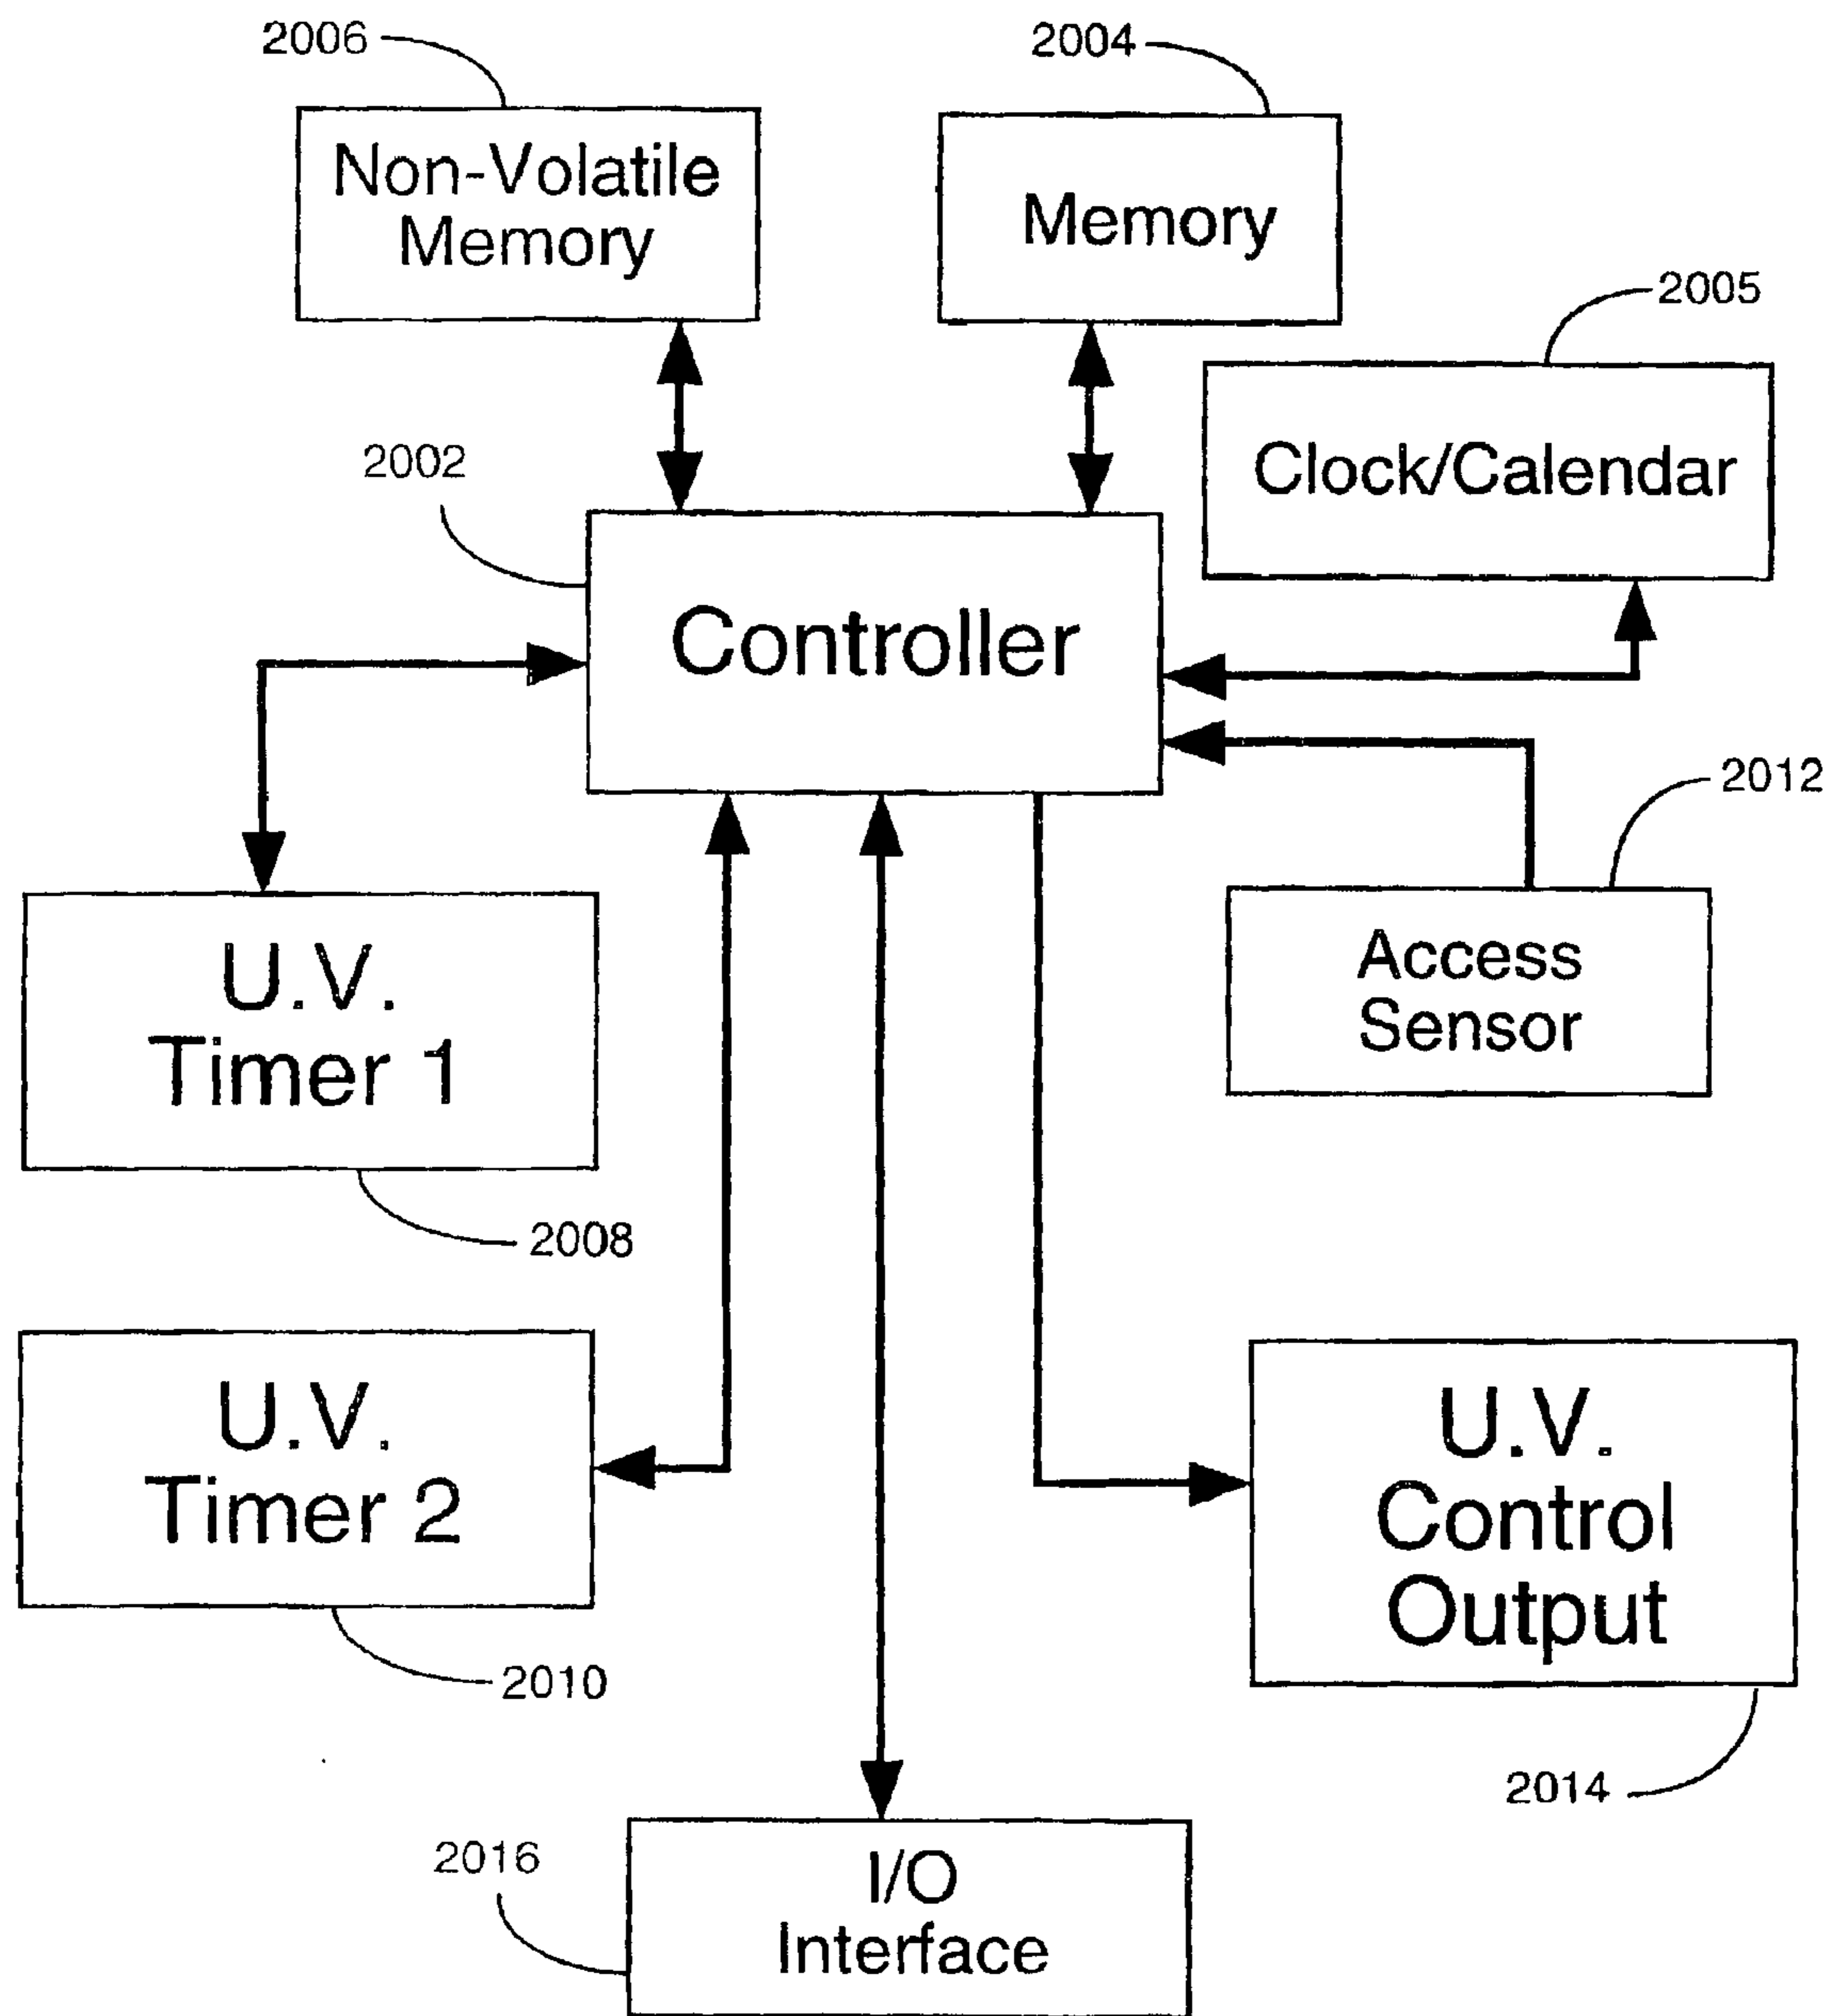 2006
2004
Non-Volatile
Memory
Memory
2005
Clock/Calendar
2002
Controller
2012
U.V.
Timer 1
Access
Sensor
2008
U.V.
Timer 2
U.V.
Control
Output
2010
2014
2016
I/O
Interface